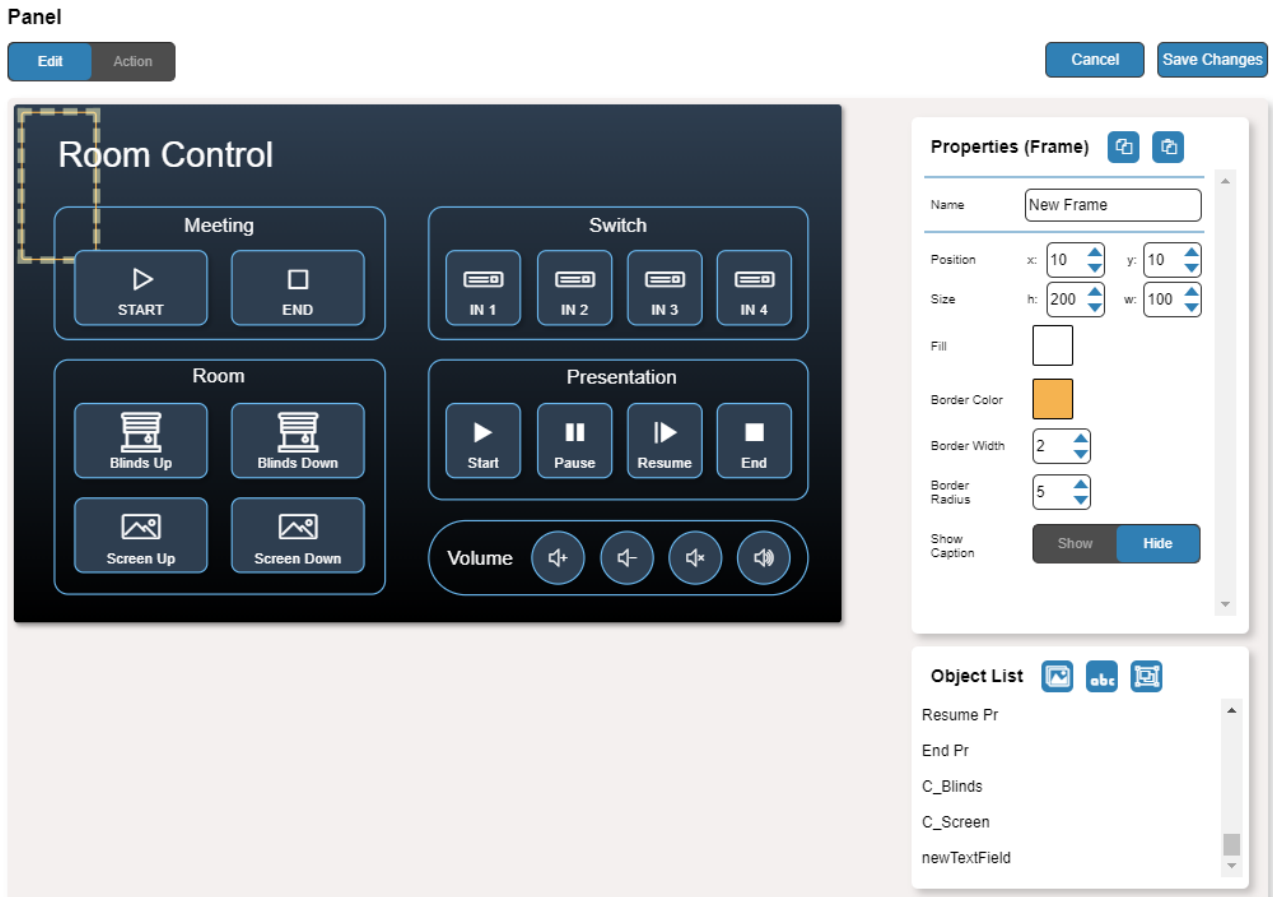 Panel
Edit Action Cancel Save Changes
Room Control
Meeting
START END
Switch
IN 1 IN 2 IN 3 IN 4
Room
Blinds Up Blinds Down
Screen Up Screen Down
Presentation
Start Pause Resume End
Volume
Properties (Frame)
Name New Frame
Position x: 10 y: 10
Size h: 200 w: 100
Fill
Border Color
Border Width 2
Border
Radius 5
Show
Caption Show Hide
Object List abc
Resume Pr
End Pr
C_Blinds
C_Screen
newTextField